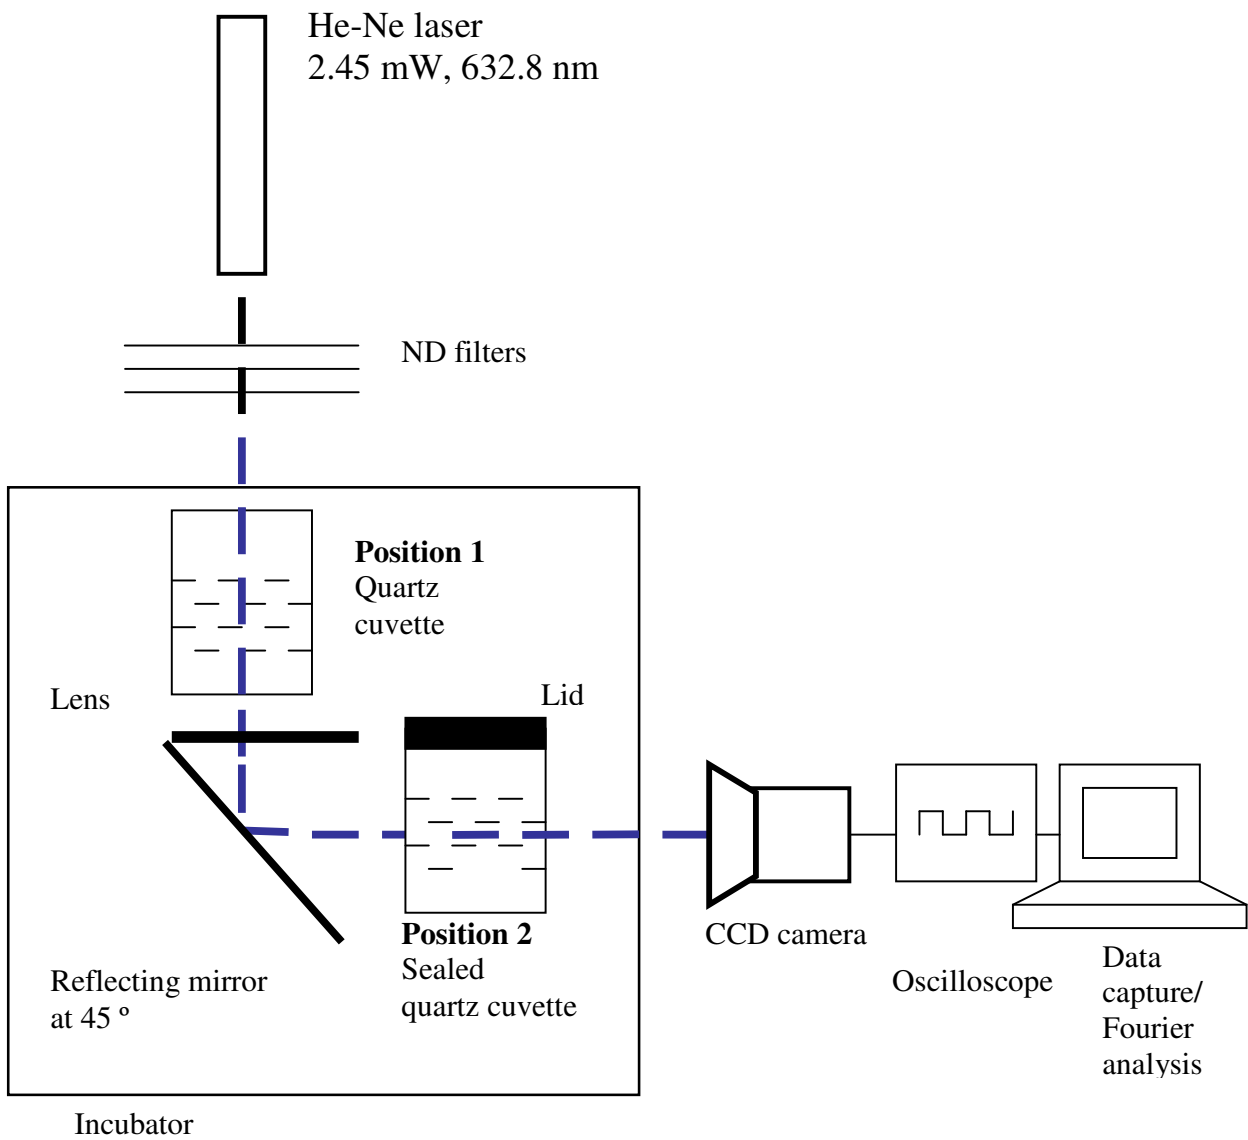 He-Ne laser
2.45 mW, 632.8 nm
ND filters
Position 1
Quartz
cuvette
Lens
Lid
Position 2
Sealed
quartz cuvette
Reflecting mirror
at 45 º
CCD camera
Oscilloscope
Data
capture/
Fourier
analysis
Incubator